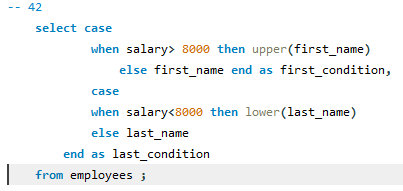 -- 42
select case
when salary> 8000 then upper(first_name)
else first_name end as first_condition,
case
when salary<8000 then lower(last_name)
else last_name
end as last_condition
from employees ;